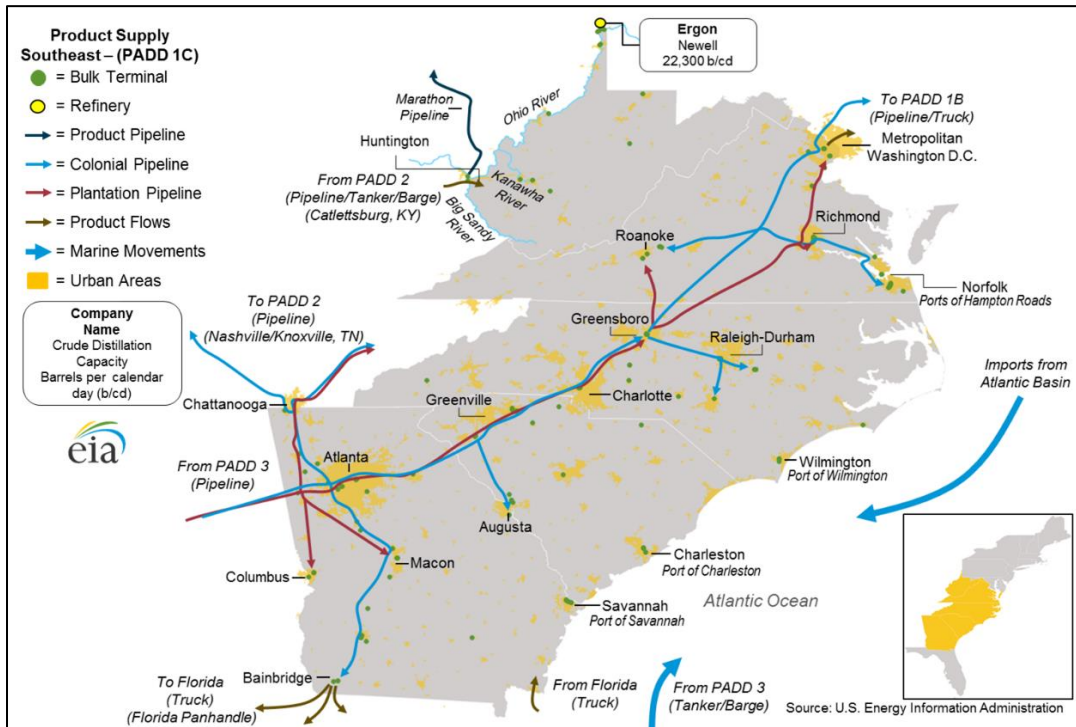 Product Supply
Southeast – (PADD 1C)
= Bulk Terminal
= Refinery
= Product Pipeline
= Colonial Pipeline
= Plantation Pipeline
= Product Flows
= Marine Movements
= Urban Areas
Company
Name
Crude Distillation
Capacity
Barrels per calendar
day (b/cd)
eia
Ergon
Newell
22,300 b/cd
Marathon
Pipeline
Ohio River
Huntington
Kanawha
River
From PADD 2
(Pipeline/Tanker/Barge)
(Catlettsburg, KY)
Big Sandy
River
To PADD 1B
(Pipeline/Truck)
Metropolitan
Washington D.C.
Richmond
Roanoke
Norfolk
Ports of Hampton Roads
To PADD 2
(Pipeline)
(Nashville/Knoxville, TN)
Greensboro
Raleigh-Durham
Imports from
Atlantic Basin
Chattanooga
Greenville
Charlotte
From PADD 3
(Pipeline)
Atlanta
Wilmington
Port of Wilmington
Augusta
Columbus
Macon
Charleston
Port of Charleston
Savannah
Port of Savannah
Atlantic Ocean
Bainbridge
To Florida
(Truck)
(Florida Panhandle)
From Florida
(Truck)
From PADD 3
(Tanker/Barge)
Source: U.S. Energy Information Administration